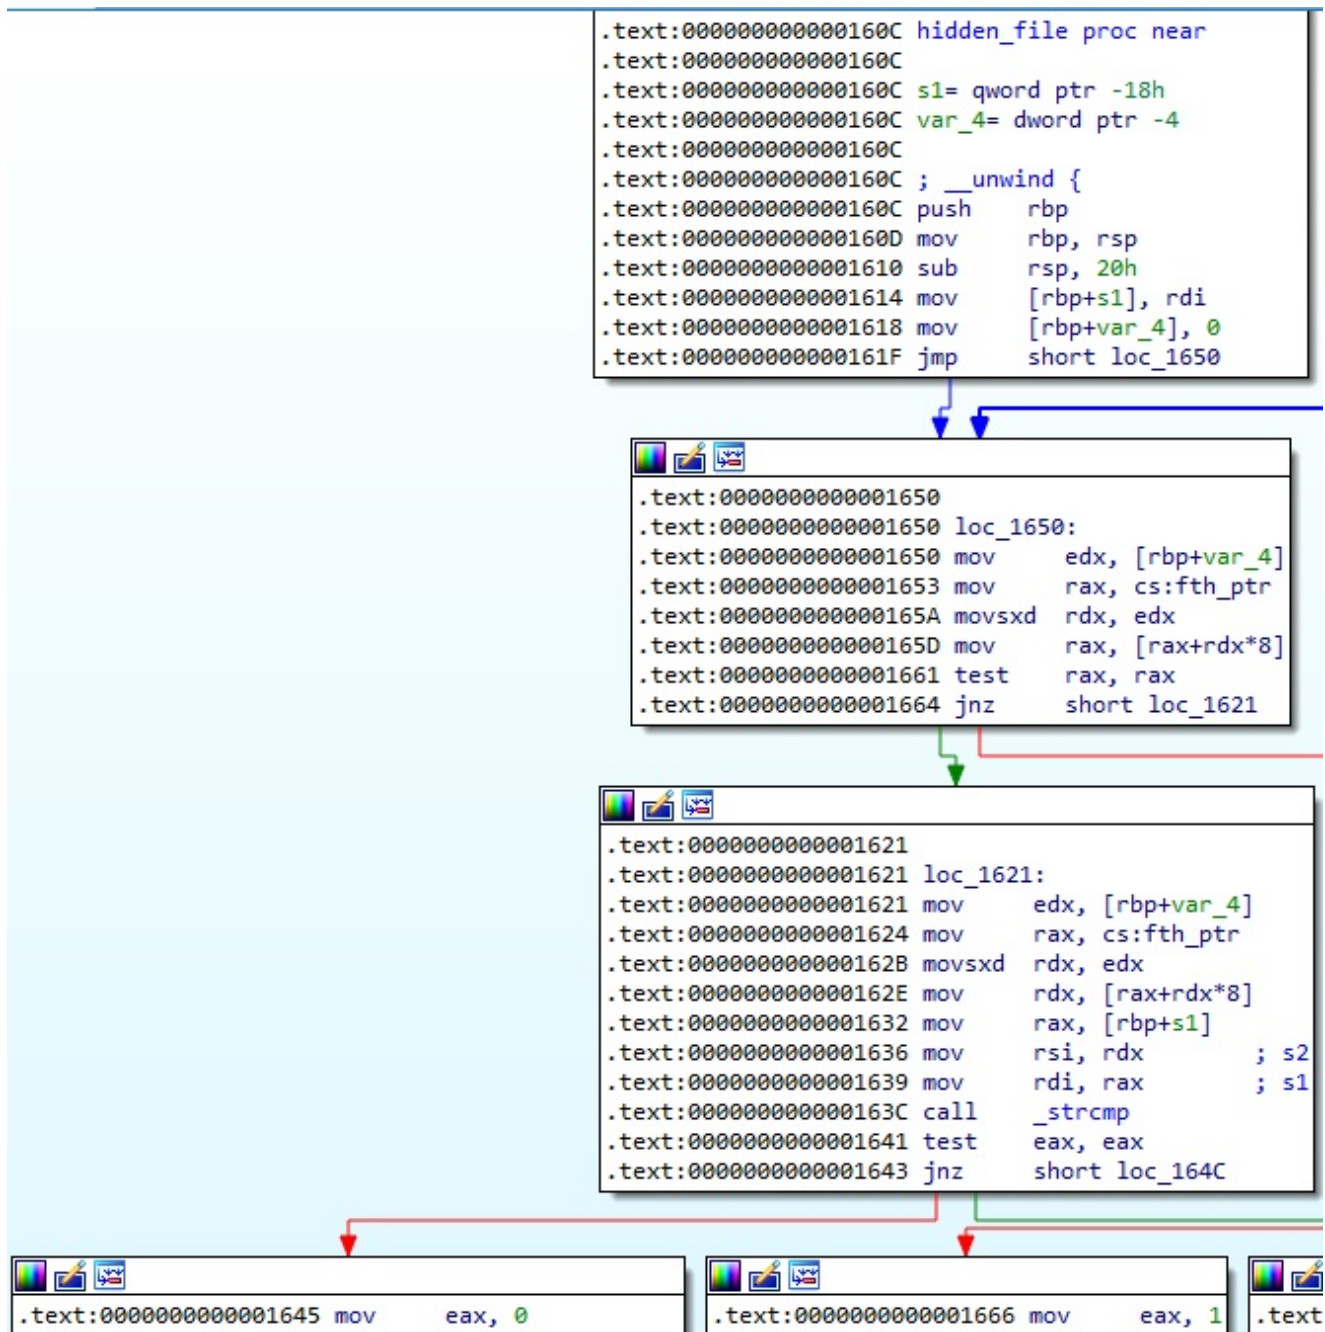 .text:000000000000160C hidden_file proc near
.text:000000000000160C
.text:000000000000160C s1= qword ptr -18h
.text:000000000000160C var_4= dword ptr -4
.text:000000000000160C
.text:000000000000160C ; __unwind {
.text:000000000000160C push rbp
.text:000000000000160D mov rbp, rsp
.text:0000000000001610 sub rsp, 20h
.text:0000000000001614 mov [rbp+s1], rdi
.text:0000000000001618 mov [rbp+var_4], 0
.text:000000000000161F jmp short loc_1650
.text:0000000000001650
.text:0000000000001650 loc_1650:
.text:0000000000001650 mov edx, [rbp+var_4]
.text:0000000000001653 mov rax, cs:fth_ptr
.text:000000000000165A movsxd rdx, edx
.text:000000000000165D mov rax, [rax+rdx*8]
.text:0000000000001661 test rax, rax
.text:0000000000001664 jnz short loc_1621
.text:0000000000001621
.text:0000000000001621 loc_1621:
.text:0000000000001621 mov edx, [rbp+var_4]
.text:0000000000001624 mov rax, cs:fth_ptr
.text:000000000000162B movsxd rdx, edx
.text:000000000000162E mov rdx, [rax+rdx*8]
.text:0000000000001632 mov rax, [rbp+s1]
.text:0000000000001636 mov rsi, rdx ; s2
.text:0000000000001639 mov rdi, rax ; s1
.text:000000000000163C call _strcmp
.text:0000000000001641 test eax, eax
.text:0000000000001643 jnz short loc_164C
.text:0000000000001645 mov eax, 0
.text:0000000000001666 mov eax, 1
.text